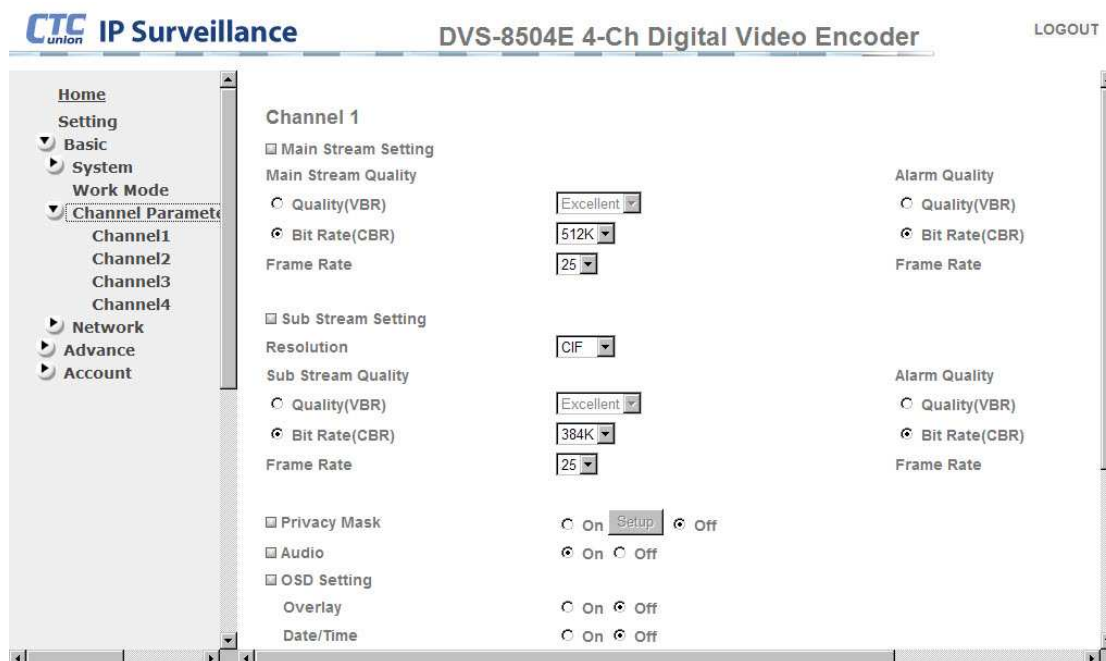 CTC union IP Surveillance
DVS-8504E 4-Ch Digital Video Encoder
LOGOUT
Home
Setting
Basic
System
Work Mode
Channel Paramete
Channel1
Channel2
Channel3
Channel4
Network
Advance
Account
Channel 1
Main Stream Setting
Main Stream Quality Alarm Quality
Quality(VBR) Excellent Quality(VBR)
Bit Rate(CBR) 512K Bit Rate(CBR)
Frame Rate 25 Frame Rate
Sub Stream Setting
Resolution CIF
Sub Stream Quality Alarm Quality
Quality(VBR) Excellent Quality(VBR)
Bit Rate(CBR) 384K Bit Rate(CBR)
Frame Rate 25 Frame Rate
Privacy Mask On Setup Off
Audio On Off
OSD Setting
Overlay On Off
Date/Time On Off